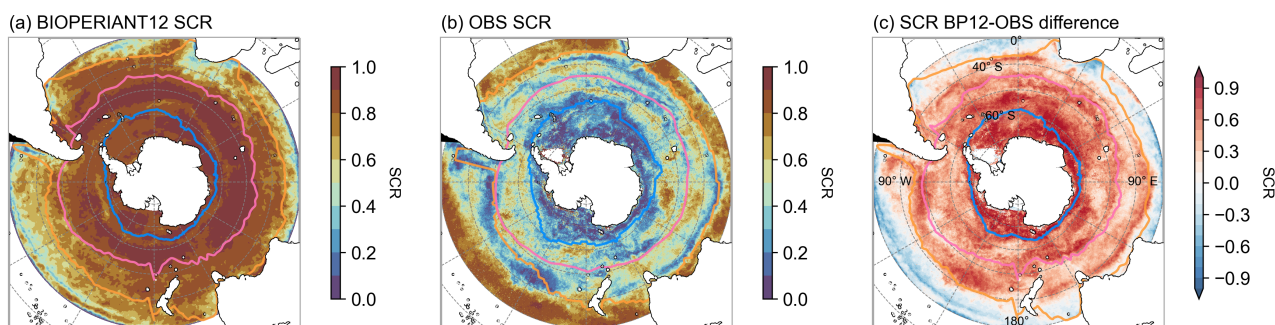 (a) BIOPERIANT12 SCR
1.0
0.8
0.6
0.4
0.2
0.0
SCR
(b) OBS SCR
1.0
0.8
0.6
0.4
0.2
0.0
SCR
(c) SCR BP12-OBS difference
0°
40° S
60° S
90° W
90° E
180°
0.9
0.6
0.3
0.0
−0.3
−0.6
−0.9
SCR